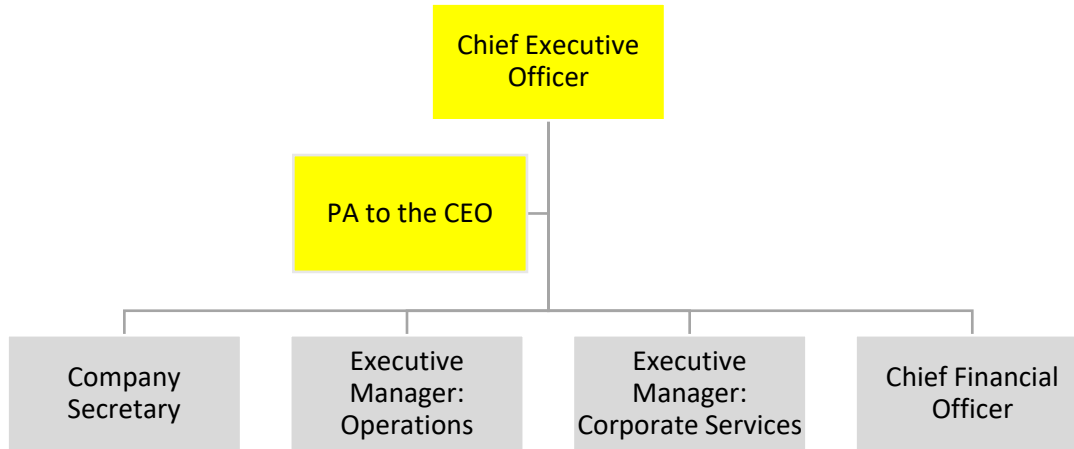 Chief Executive
Officer
PA to the CEO
Company
Secretary
Executive
Manager:
Operations
Executive
Manager:
Corporate Services
Chief Financial
Officer